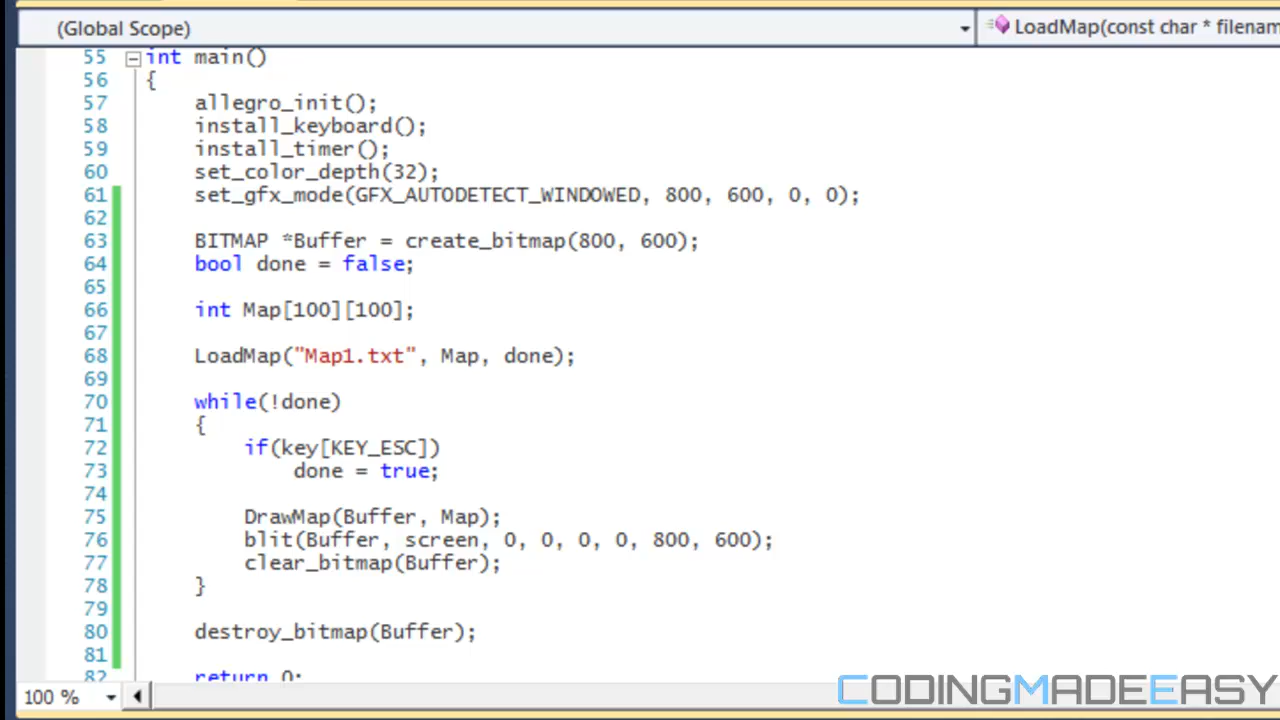 (Global Scope) LoadMap(const char * filenam
55 int main()
56 {
57 allegro_init();
58 install_keyboard();
59 install_timer();
60 set_color_depth(32);
61 set_gfx_mode(GFX_AUTODETECT_WINDOWED, 800, 600, 0, 0);
62
63 BITMAP *Buffer = create_bitmap(800, 600);
64 bool done = false;
65
66 int Map[100][100];
67
68 LoadMap("Map1.txt", Map, done);
69
70 while(!done)
71 {
72 if(key[KEY_ESC])
73 done = true;
74
75 DrawMap(Buffer, Map);
76 blit(Buffer, screen, 0, 0, 0, 0, 800, 600);
77 clear_bitmap(Buffer);
78 }
79
80 destroy_bitmap(Buffer);
81
82 return 0;
100 %
CODINGMADEEASY